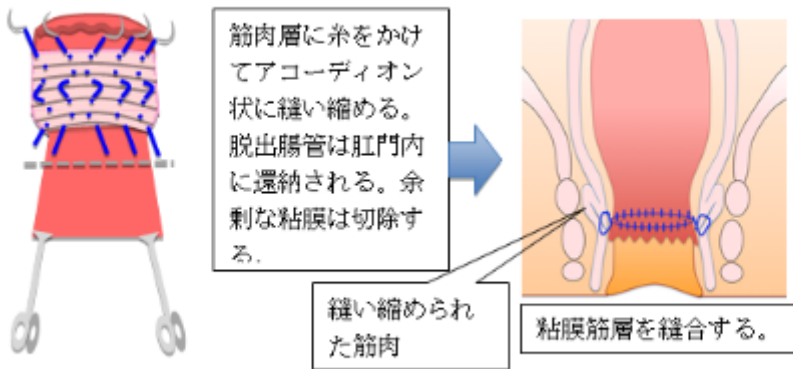 筋肉層に糸をかけ
てアコーディオン
状に縫い縮める。
脱出腸管は肛門内
に還納される。余
剰な粘膜は切除す
る.
縫い縮められ
た筋肉
粘膜筋層を縫合する。